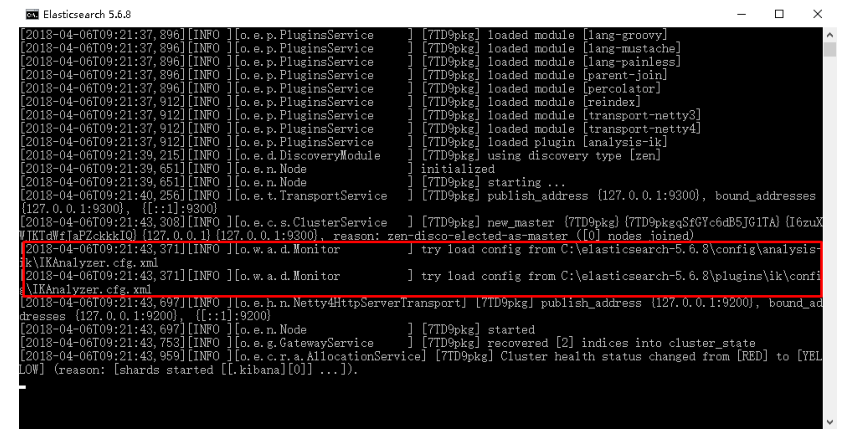 Elasticsearch 5.6.8
[2018-04-06T09:21:37,896][INFO ][o.e.p.PluginsService     ] [7TD9pkg] loaded module [lang-groovy]
[2018-04-06T09:21:37,896][INFO ][o.e.p.PluginsService     ] [7TD9pkg] loaded module [lang-mustache]
[2018-04-06T09:21:37,896][INFO ][o.e.p.PluginsService     ] [7TD9pkg] loaded module [lang-painless]
[2018-04-06T09:21:37,896][INFO ][o.e.p.PluginsService     ] [7TD9pkg] loaded module [parent-join]
[2018-04-06T09:21:37,896][INFO ][o.e.p.PluginsService     ] [7TD9pkg] loaded module [percolator]
[2018-04-06T09:21:37,912][INFO ][o.e.p.PluginsService     ] [7TD9pkg] loaded module [reindex]
[2018-04-06T09:21:37,912][INFO ][o.e.p.PluginsService     ] [7TD9pkg] loaded module [transport-netty3]
[2018-04-06T09:21:37,912][INFO ][o.e.p.PluginsService     ] [7TD9pkg] loaded module [transport-netty4]
[2018-04-06T09:21:37,912][INFO ][o.e.p.PluginsService     ] [7TD9pkg] loaded plugin [analysis-ik]
[2018-04-06T09:21:39,215][INFO ][o.e.d.DiscoveryModule    ] [7TD9pkg] using discovery type [zen]
[2018-04-06T09:21:39,651][INFO ][o.e.n.Node               ] initialized
[2018-04-06T09:21:39,651][INFO ][o.e.n.Node               ] [7TD9pkg] starting ...
[2018-04-06T09:21:40,256][INFO ][o.e.t.TransportService   ] [7TD9pkg] publish_address {127.0.0.1:9300}, bound_addresses
{127.0.0.1:9300}, {[::1]:9300}
[2018-04-06T09:21:43,308][INFO ][o.e.c.s.ClusterService   ] [7TD9pkg] new_master {7TD9pkg}{7TD9pkgqSfGYc6dB5JG1TA}{I6zuX
WJKTdWfIaPZckkkIQ}{127.0.0.1}{127.0.0.1:9300}, reason: zen-disco-elected-as-master ([0] nodes joined)
[2018-04-06T09:21:43,371][INFO ][o.w.a.d.Monitor          ] try load config from C:\elasticsearch-5.6.8\config\analysis-
ik\IKAnalyzer.cfg.xml
[2018-04-06T09:21:43,371][INFO ][o.w.a.d.Monitor          ] try load config from C:\elasticsearch-5.6.8\plugins\ik\confi
g\IKAnalyzer.cfg.xml
[2018-04-06T09:21:43,697][INFO ][o.e.h.n.Netty4HttpServerTransport] [7TD9pkg] publish_address {127.0.0.1:9200}, bound_ad
dresses {127.0.0.1:9200}, {[::1]:9200}
[2018-04-06T09:21:43,697][INFO ][o.e.n.Node               ] [7TD9pkg] started
[2018-04-06T09:21:43,753][INFO ][o.e.g.GatewayService     ] [7TD9pkg] recovered [2] indices into cluster_state
[2018-04-06T09:21:43,959][INFO ][o.e.c.r.a.AllocationService] [7TD9pkg] Cluster health status changed from [RED] to [YEL
LOW] (reason: [shards started [[.kibana][0]] ...]).